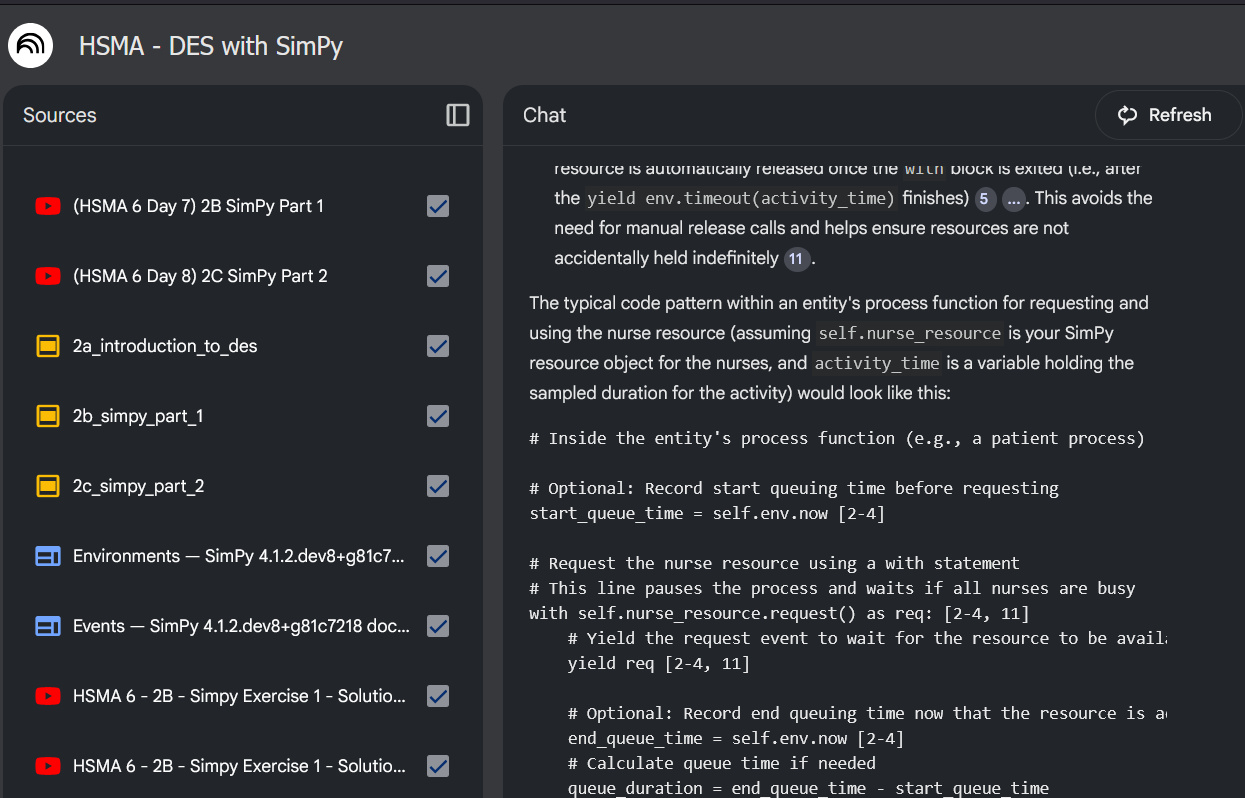 HSMA - DES with SimPy
Sources
(HSMA 6 Day 7) 2B SimPy Part 1
(HSMA 6 Day 8) 2C SimPy Part 2
2a_introduction_to_des
2b_simpy_part_1
2c_simpy_part_2
Environments — SimPy 4.1.2.dev8+g81c7...
Events — SimPy 4.1.2.dev8+g81c7218 doc...
HSMA 6 - 2B - Simpy Exercise 1 - Solutio...
HSMA 6 - 2B - Simpy Exercise 1 - Solutio...
Chat
Refresh
resource is automatically released once the with block is exited (i.e., after
the yield env.timeout(activity_time) finishes) 5 ... . This avoids the
need for manual release calls and helps ensure resources are not
accidentally held indefinitely 11 .
The typical code pattern within an entity's process function for requesting and
using the nurse resource (assuming self.nurse_resource is your SimPy
resource object for the nurses, and activity_time is a variable holding the
sampled duration for the activity) would look like this:
# Inside the entity's process function (e.g., a patient process)
# Optional: Record start queuing time before requesting
start_queue_time = self.env.now [2-4]
# Request the nurse resource using a with statement
# This line pauses the process and waits if all nurses are busy
with self.nurse_resource.request() as req: [2-4, 11]
# Yield the request event to wait for the resource to be avail
yield req [2-4, 11]
# Optional: Record end queuing time now that the resource is a
end_queue_time = self.env.now [2-4]
# Calculate queue time if needed
queue_duration = end_queue_time - start_queue_time